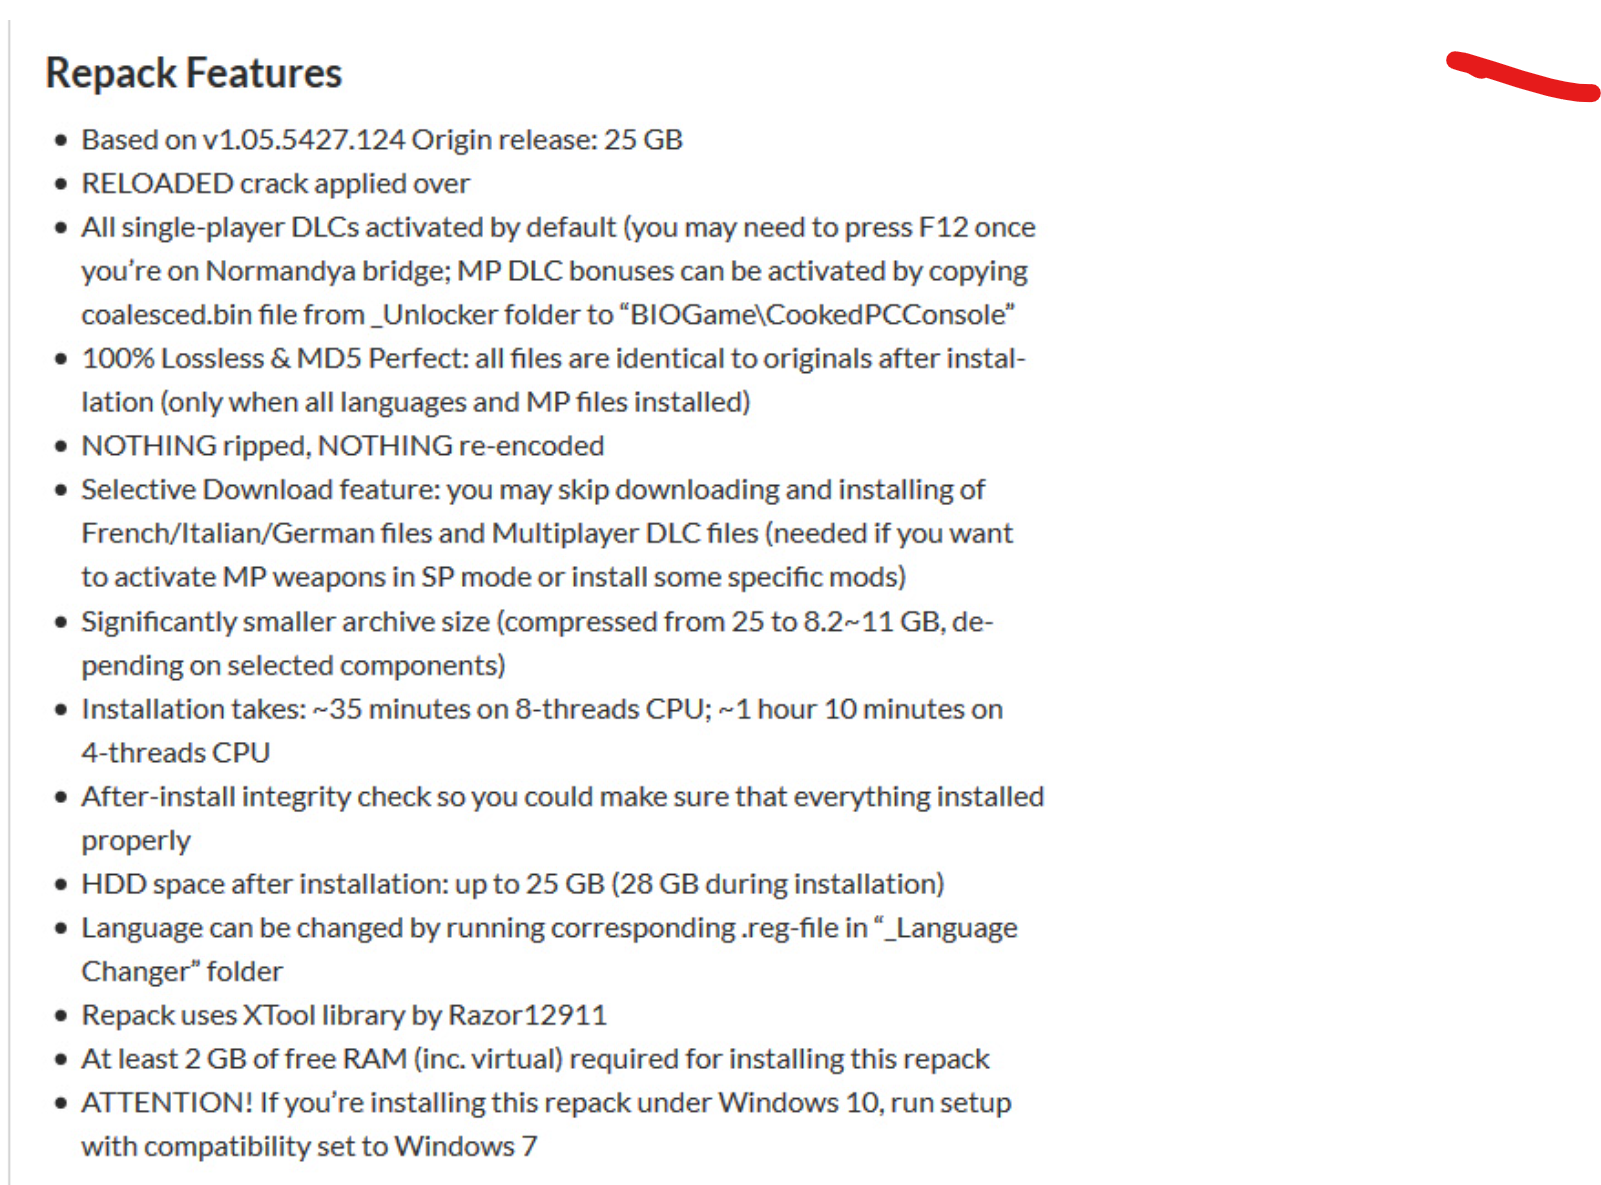 Repack Features
• Based on v1.05.5427.124 Origin release: 25 GB
• RELOADED crack applied over
• All single-player DLCs activated by default (you may need to press F12 once
you’re on Normandya bridge; MP DLC bonuses can be activated by copying
coalesced.bin file from _Unlocker folder to “BIOGame\CookedPCConsole”
• 100% Lossless & MD5 Perfect: all files are identical to originals after instal-
lation (only when all languages and MP files installed)
• NOTHING ripped, NOTHING re-encoded
• Selective Download feature: you may skip downloading and installing of
French/Italian/German files and Multiplayer DLC files (needed if you want
to activate MP weapons in SP mode or install some specific mods)
• Significantly smaller archive size (compressed from 25 to 8.2~11 GB, de-
pending on selected components)
• Installation takes: ~35 minutes on 8-threads CPU; ~1 hour 10 minutes on
4-threads CPU
• After-install integrity check so you could make sure that everything installed
properly
• HDD space after installation: up to 25 GB (28 GB during installation)
• Language can be changed by running corresponding .reg-file in “_Language
Changer” folder
• Repack uses XTool library by Razor12911
• At least 2 GB of free RAM (inc. virtual) required for installing this repack
• ATTENTION! If you’re installing this repack under Windows 10, run setup
with compatibility set to Windows 7